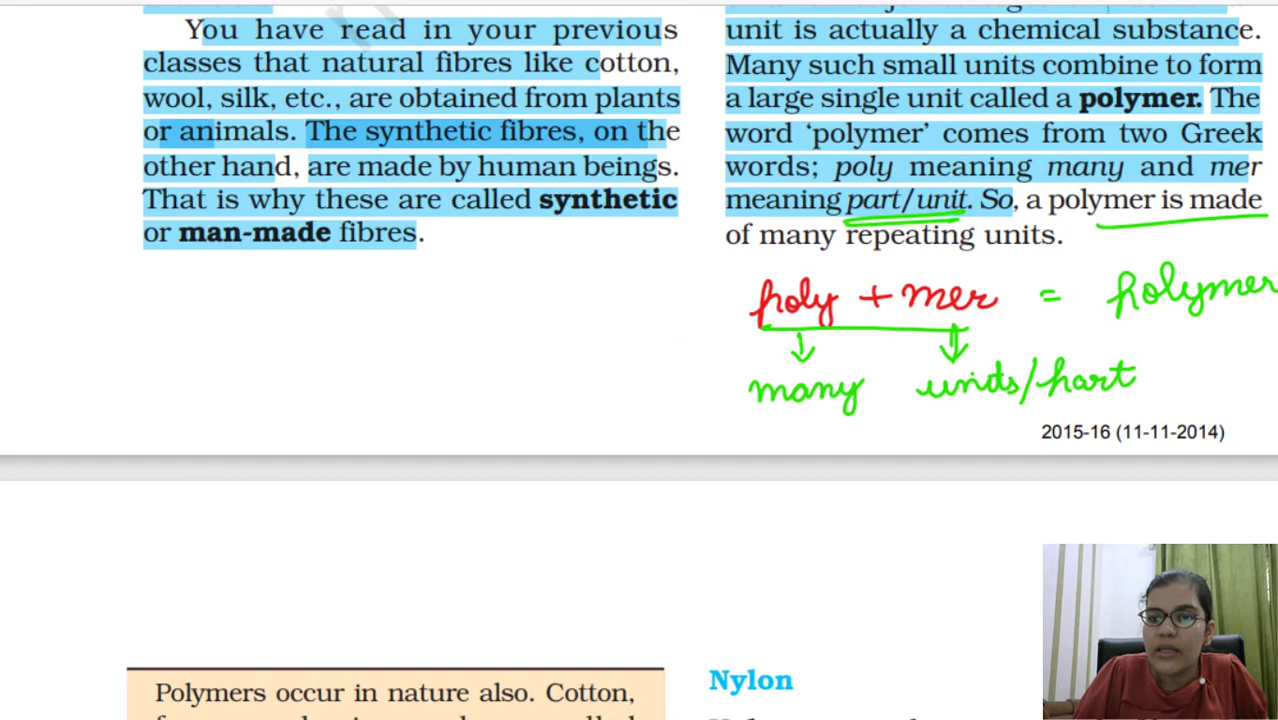 You have read in your previous
classes that natural fibres like cotton,
wool, silk, etc., are obtained from plants
or animals. The synthetic fibres, on the
other hand, are made by human beings.
That is why these are called synthetic
or man-made fibres.
unit is actually a chemical substance.
Many such small units combine to form
a large single unit called a polymer. The
word ‘polymer’ comes from two Greek
words; poly meaning many and mer
meaning part/unit. So, a polymer is made
of many repeating units.
poly + mer = polymer
many units/part
2015-16 (11-11-2014)
Polymers occur in nature also. Cotton,
Nylon